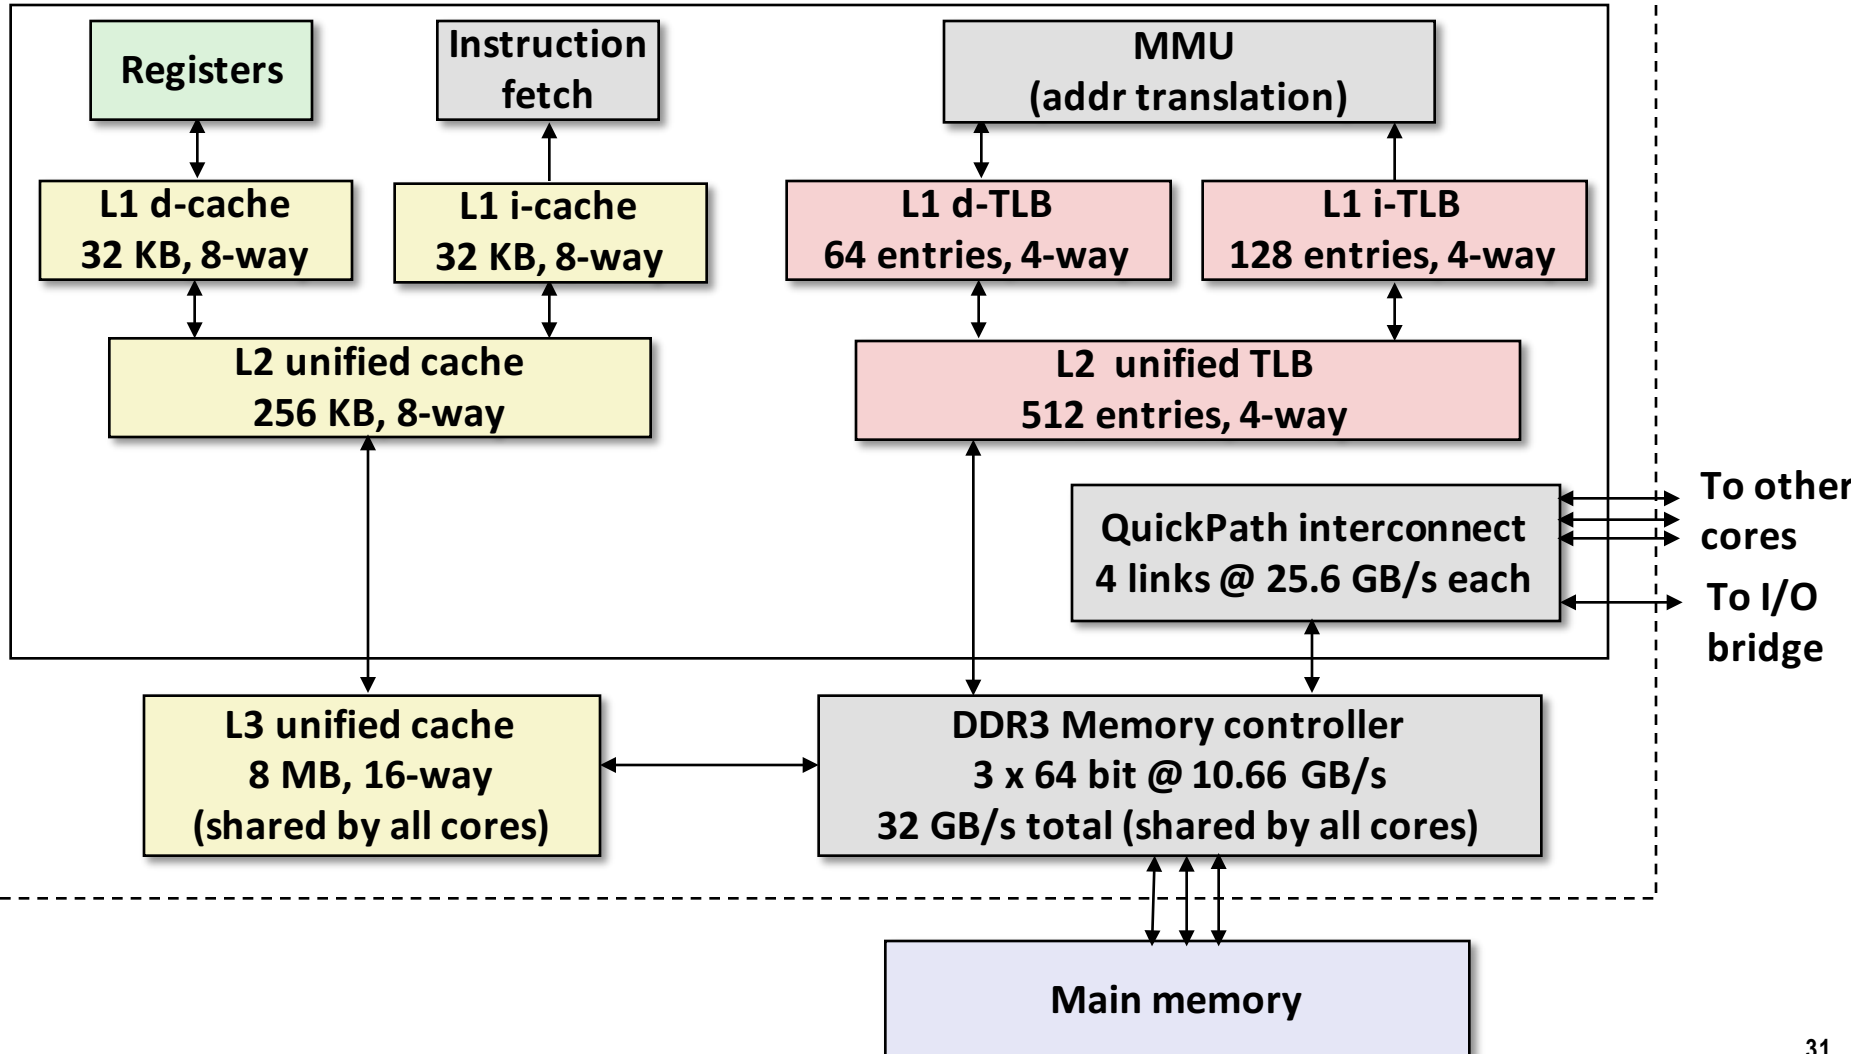 Registers
Instruction
fetch
MMU
(addr translation)
L1 d-cache
32 KB, 8-way
L1 i-cache
32 KB, 8-way
L1 d-TLB
64 entries, 4-way
L1 i-TLB
128 entries, 4-way
L2 unified cache
256 KB, 8-way
L2 unified TLB
512 entries, 4-way
QuickPath interconnect
4 links @ 25.6 GB/s each
To other
cores
To I/O
bridge
L3 unified cache
8 MB, 16-way
(shared by all cores)
DDR3 Memory controller
3 x 64 bit @ 10.66 GB/s
32 GB/s total (shared by all cores)
Main memory
31